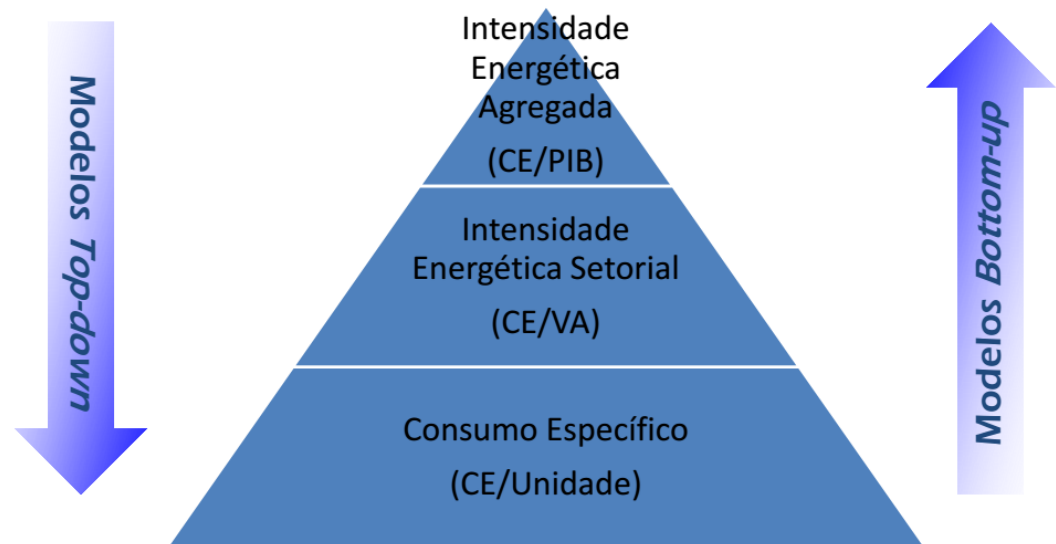 Modelos Top-down
Intensidade
Energética
Agregada
(CE/PIB)
Intensidade
Energética Setorial
(CE/VA)
Consumo Específico
(CE/Unidade)
Modelos Bottom-up